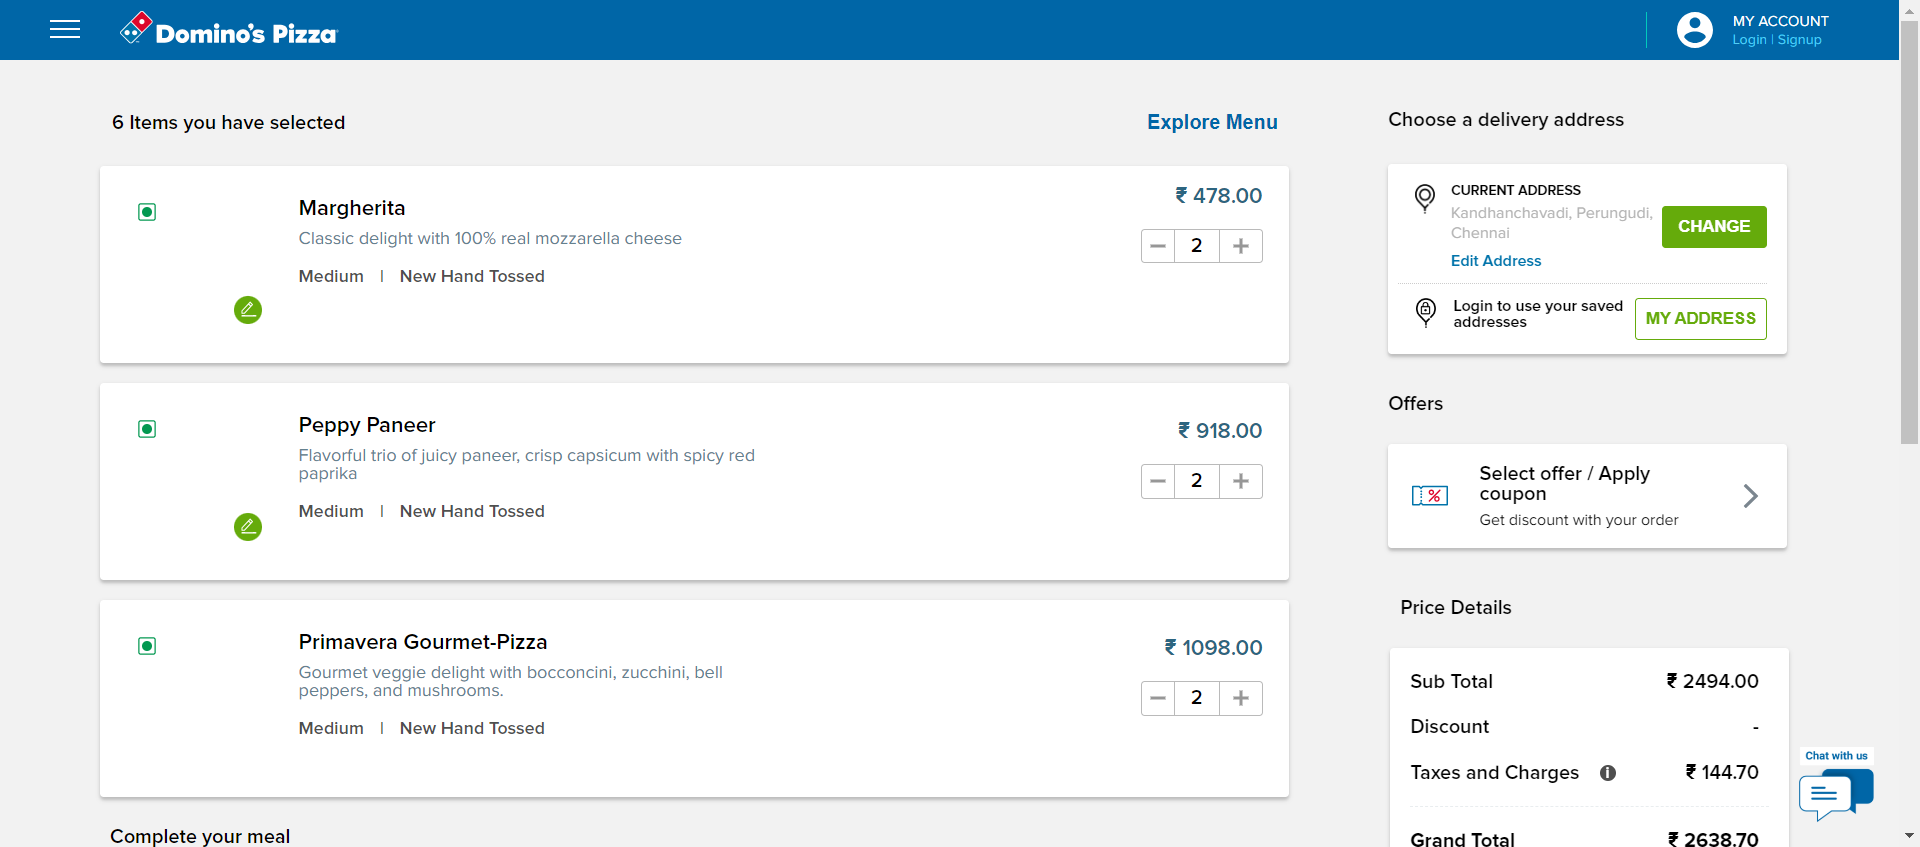 Domino's Pizza
MY ACCOUNT
Login | Signup
6 Items you have selected
Explore Menu
Margherita
Classic delight with 100% real mozzarella cheese
Medium | New Hand Tossed
₹ 478.00
2
Peppy Paneer
Flavorful trio of juicy paneer, crisp capsicum with spicy red
paprika
Medium | New Hand Tossed
₹ 918.00
2
Primavera Gourmet-Pizza
Gourmet veggie delight with bocconcini, zucchini, bell
peppers, and mushrooms.
Medium | New Hand Tossed
₹ 1098.00
2
Complete your meal
Choose a delivery address
CURRENT ADDRESS
Kandhanchavadi, Perungudi,
Chennai
CHANGE
Edit Address
Login to use your saved
addresses
MY ADDRESS
Offers
Select offer / Apply
coupon
Get discount with your order
Price Details
Sub Total ₹ 2494.00
Discount -
Taxes and Charges ₹ 144.70
Grand Total ₹ 2638.70
Chat with us